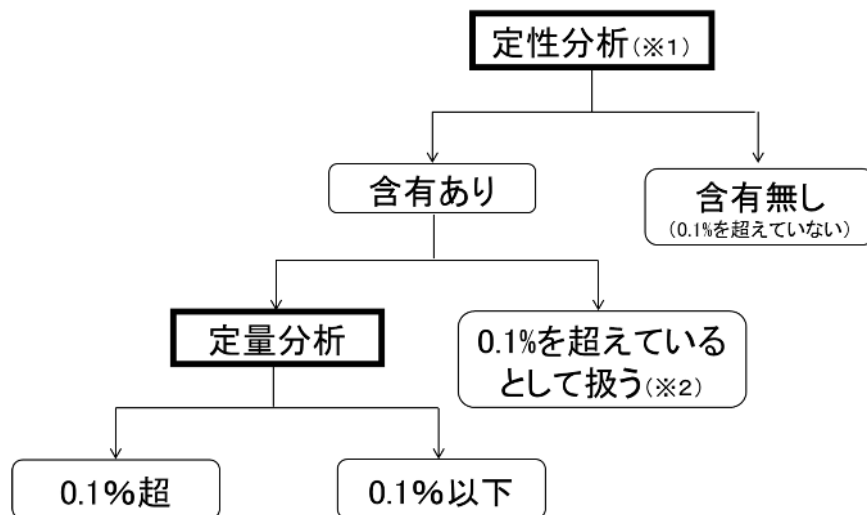 定性分析(※1)
含有あり
含有無し
(0.1%を超えていない)
定量分析
0.1%を超えている
として扱う(※2)
0.1%超
0.1%以下